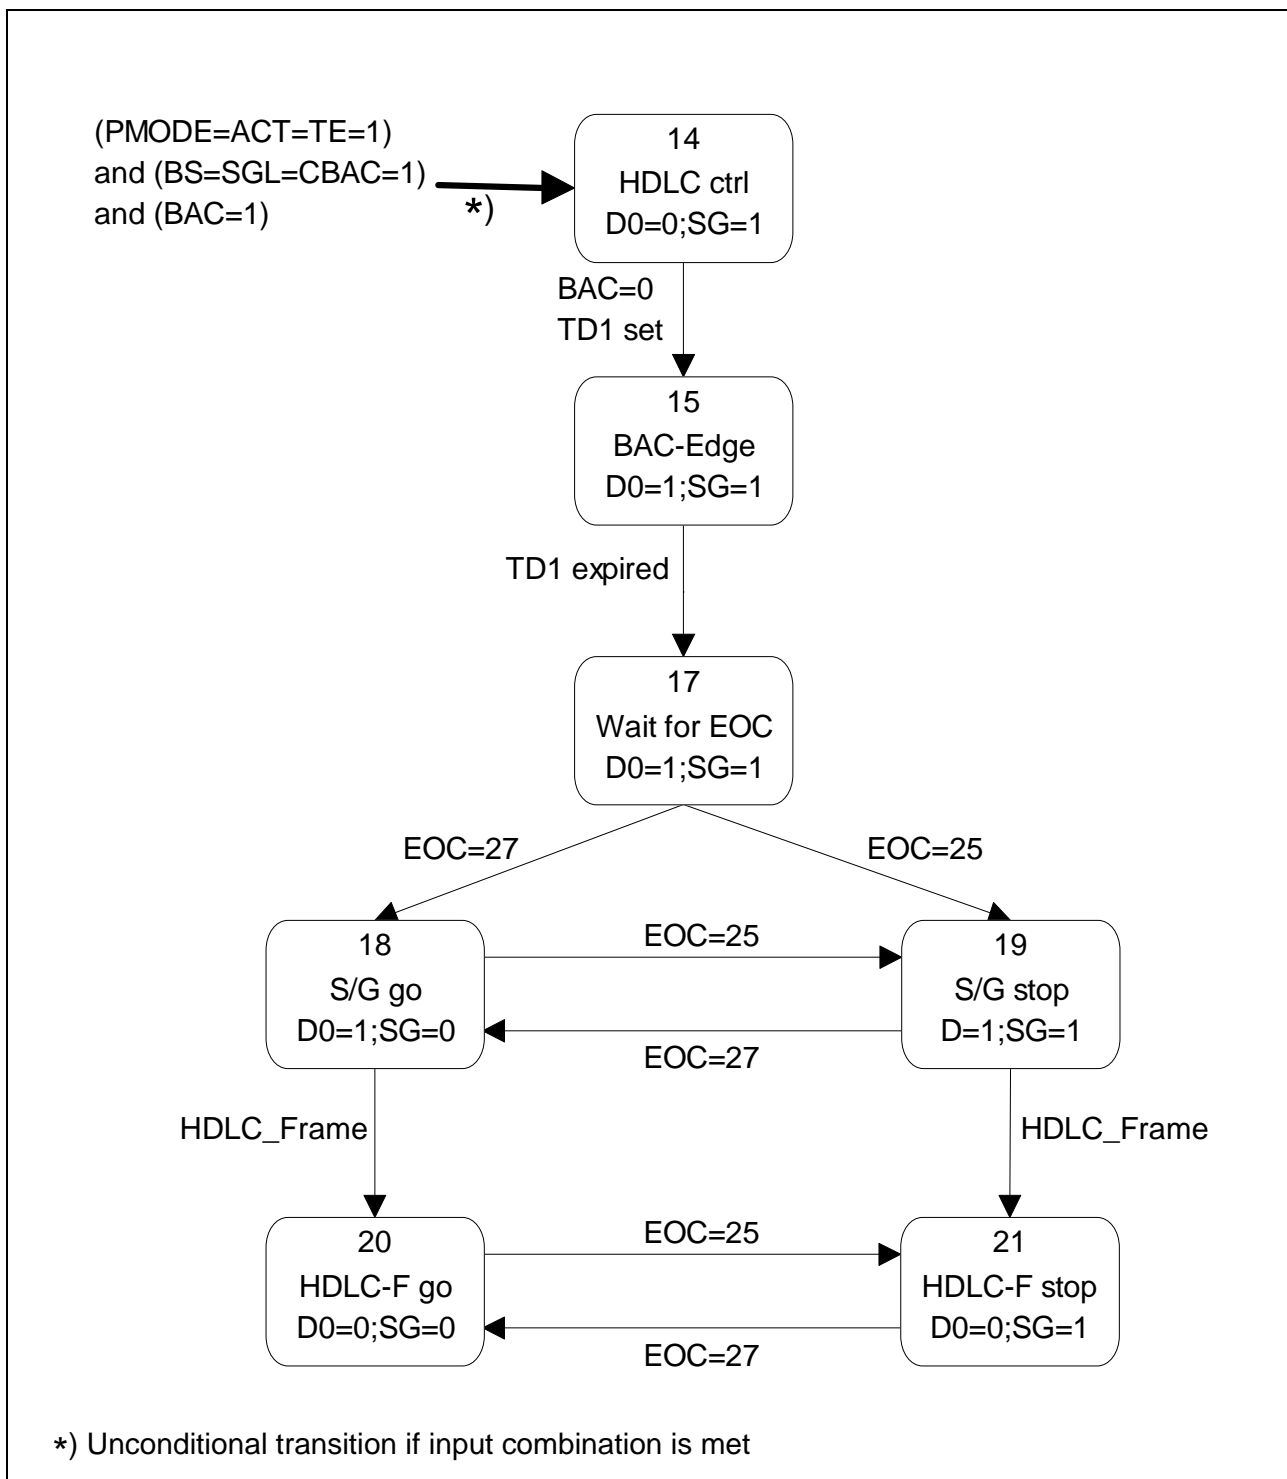 (PMODE=ACT=TE=1)
and (BS=SGL=CBAC=1)
and (BAC=1)
*)
14
HDLC ctrl
D0=0;SG=1
BAC=0
TD1 set
15
BAC-Edge
D0=1;SG=1
TD1 expired
17
Wait for EOC
D0=1;SG=1
EOC=27
EOC=25
18
S/G go
D0=1;SG=0
EOC=25
EOC=27
19
S/G stop
D=1;SG=1
HDLC_Frame
HDLC_Frame
20
HDLC-F go
D0=0;SG=0
EOC=25
EOC=27
21
HDLC-F stop
D0=0;SG=1
*) Unconditional transition if input combination is met